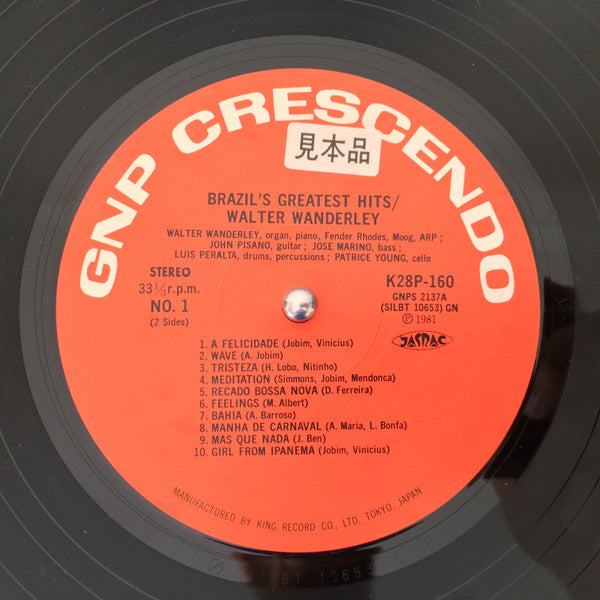 GNP CRESCENDO
見本品
BRAZIL'S GREATEST HITS/
WALTER WANDERLEY
WALTER WANDERLEY, organ, piano, Fender Rhodes, Moog, ARP ;
JOHN PISANO, guitar ; JOSE MARINO, bass ;
LUIS PERALTA, drums, percussions ; PATRICE YOUNG, cello
STEREO
33⅓r.p.m.
NO. 1
(2 Sides)
K28P-160
GNPS 2137A
(SILBT 10653) GN
Ⓟ 1981
JASRAC
1. A FELICIDADE (Jobim, Vinicius)
2. WAVE (A. Jobim)
3. TRISTEZA (H. Lobo, Nitinho)
4. MEDITATION (Simmons, Jobim, Mendonca)
5. RECADO BOSSA NOVA (D. Ferreira)
6. FEELINGS (M. Albert)
7. BAHIA (A. Barroso)
8. MANHA DE CARNAVAL (A. Maria, L. Bonfa)
9. MAS QUE NADA (J. Ben)
10. GIRL FROM IPANEMA (Jobim, Vinicius)
MANUFACTURED BY KING RECORD CO., LTD, TOKYO, JAPAN